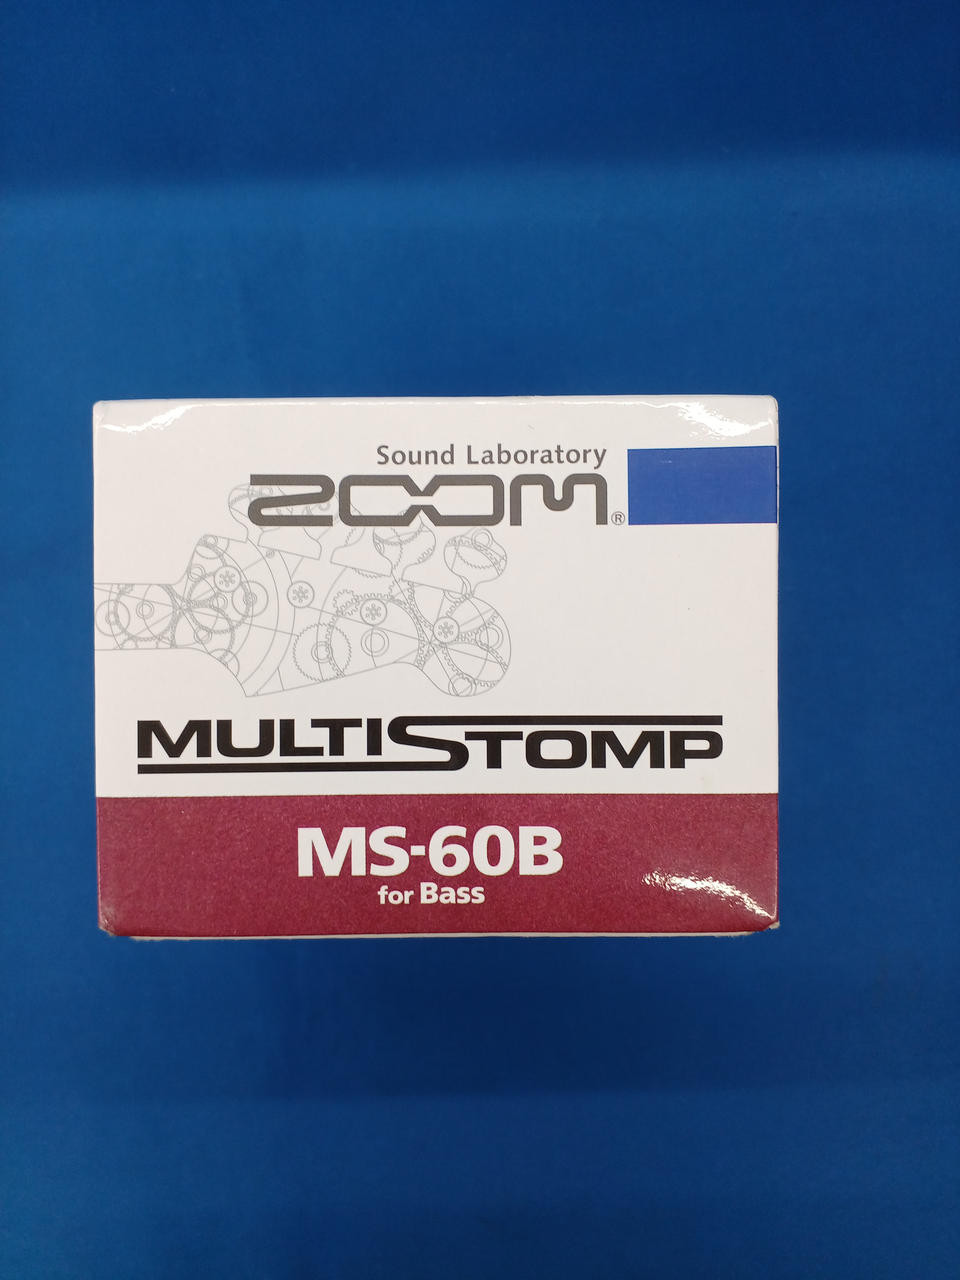 Sound Laboratory
ZOOM®
MULTISTOMP
MS-60B
for Bass